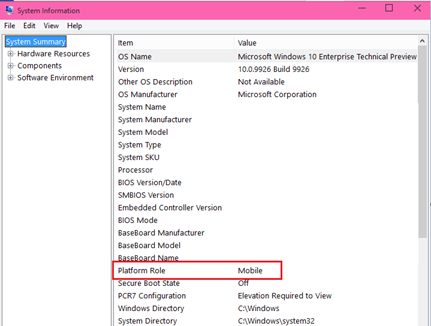 System Information
File Edit View Help
System Summary
Hardware Resources
Components
Software Environment
Item Value
OS Name Microsoft Windows 10 Enterprise Technical Preview
Version 10.0.9926 Build 9926
Other OS Description Not Available
OS Manufacturer Microsoft Corporation
System Name
System Manufacturer
System Model
System Type
System SKU
Processor
BIOS Version/Date
SMBIOS Version
Embedded Controller Version
BIOS Mode
BaseBoard Manufacturer
BaseBoard Model
BaseBoard Name
Platform Role Mobile
Secure Boot State Off
PCR7 Configuration Elevation Required to View
Windows Directory C:\Windows
System Directory C:\Windows\system32